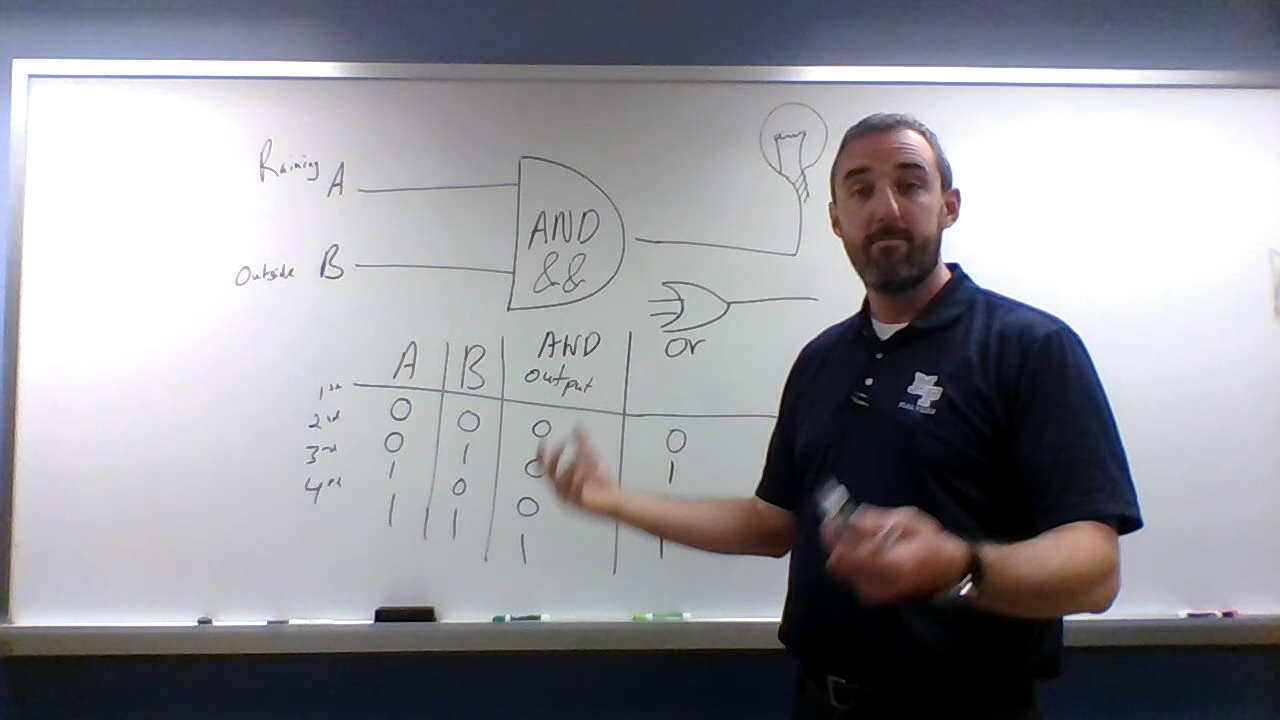 Raining A
AND
&&
Outside B
or
A B AND
output
1st
2nd 0 0 0 0
3rd 0 1 0 1
4th 1 0 0
1 1 1 1